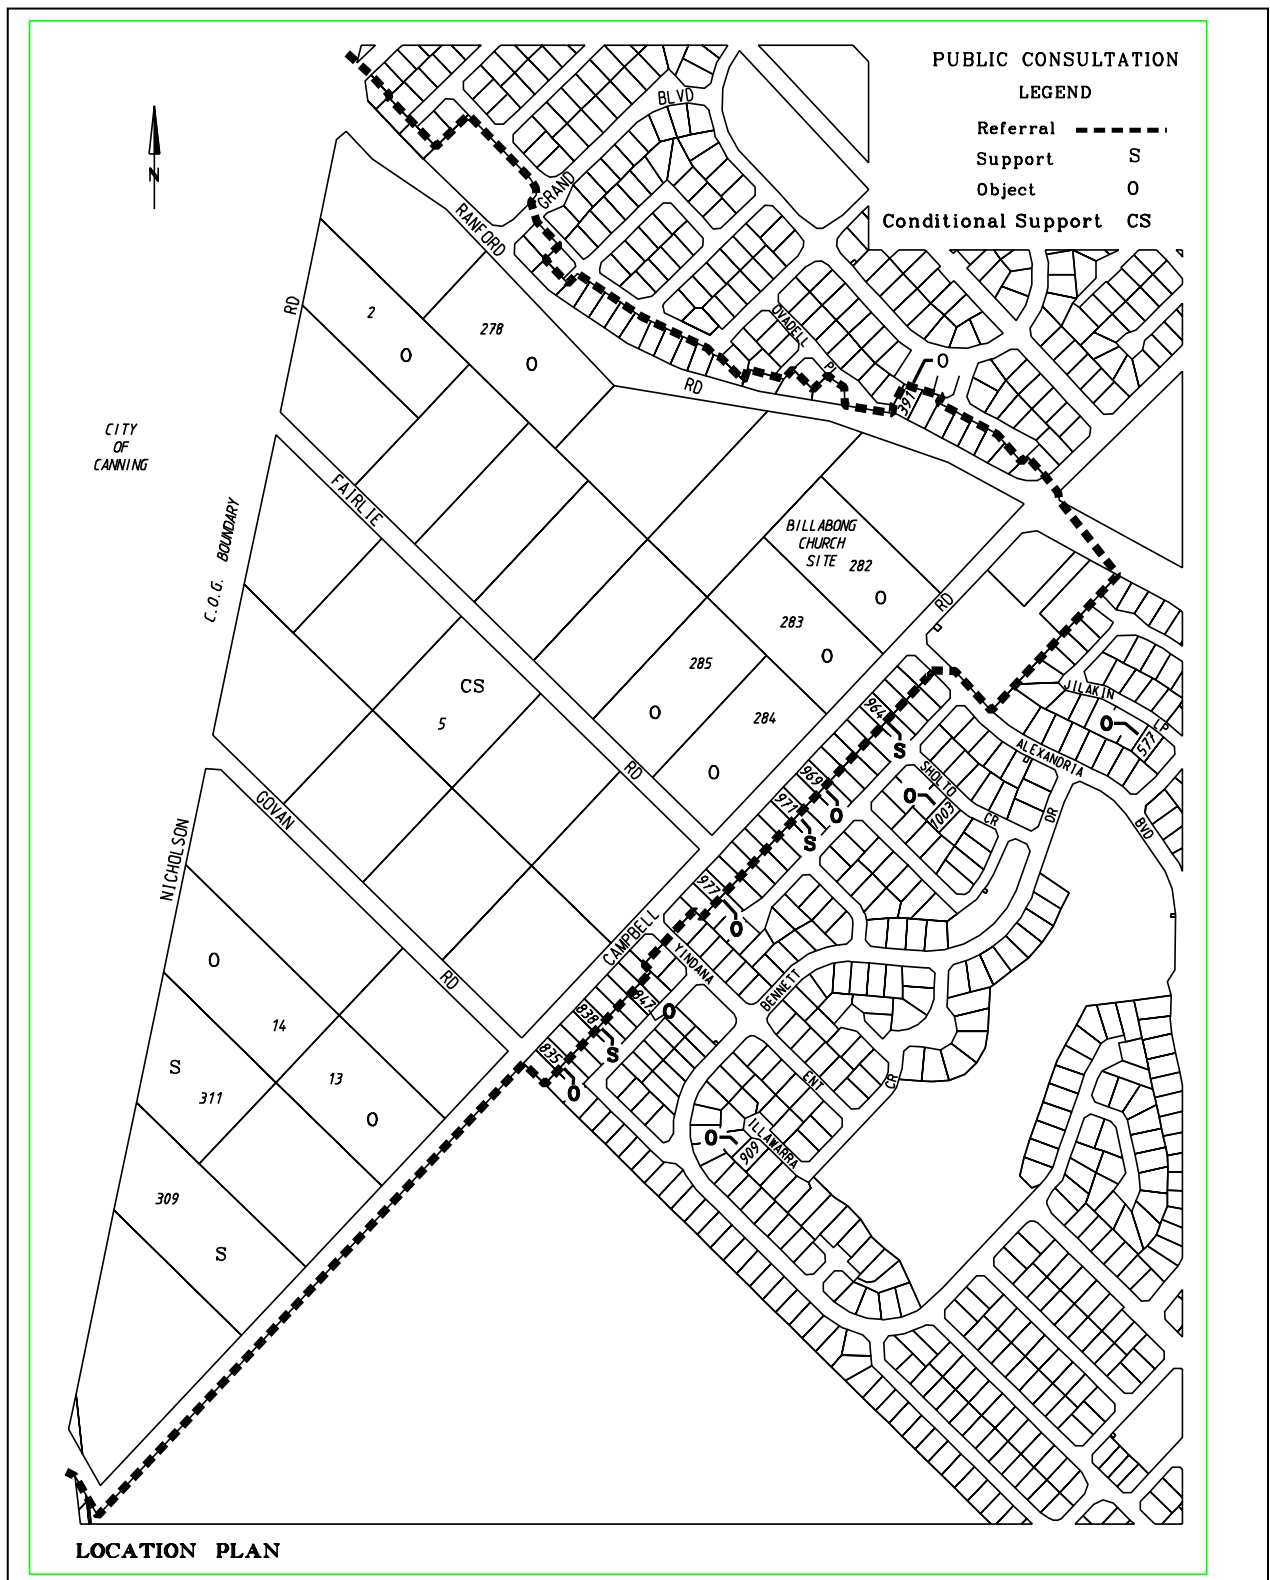 PUBLIC CONSULTATION
LEGEND
Referral
Support S
Object O
Conditional Support CS
N
BLVD
GRAND
RANFORD
RD
RD
2
O
278
O
OVADELL
PL
O
391
CITY
OF
CANNING
C.O.G. BOUNDARY
FAIRLIE
RD
BILLABONG
CHURCH
SITE 282
O
RD
283
O
285
O
284
O
CS
5
964
S
969
O
971
S
977
O
JILAKIN
LP
O
577
ALEXANDRIA
BVD
SHOLTO
CR
O
1003
DR
NICHOLSON
GOVAN
RD
CAMPBELL
YINDANA
BENNETT
847
O
838
S
835
O
ENT
CR
ILLAWARRA
O
909
O
14
S
311
13
O
309
S
LOCATION PLAN